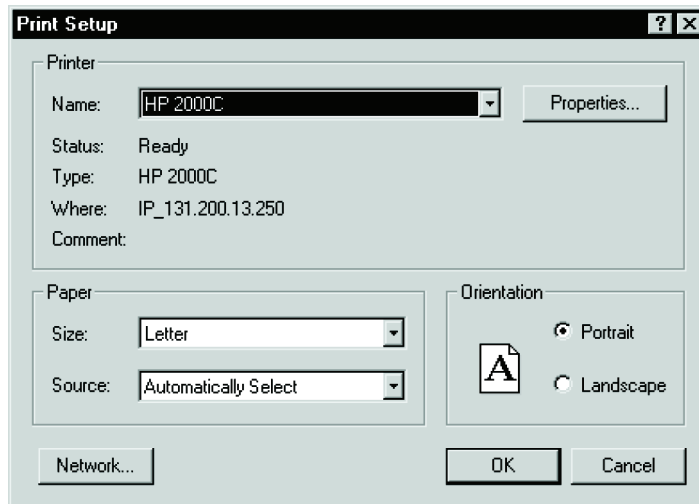 Print Setup
? X
Printer
Name: HP 2000C Properties...
Status: Ready
Type: HP 2000C
Where: IP_131.200.13.250
Comment:
Paper
Size: Letter
Source: Automatically Select
Orientation
A
Portrait
Landscape
Network... OK Cancel